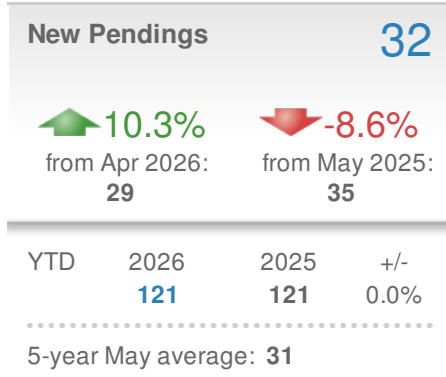 New Pendings 32
10.3% -8.6%
from Apr 2026: from May 2025:
29 35
YTD 2026 2025 +/-
121 121 0.0%
5-year May average: 31